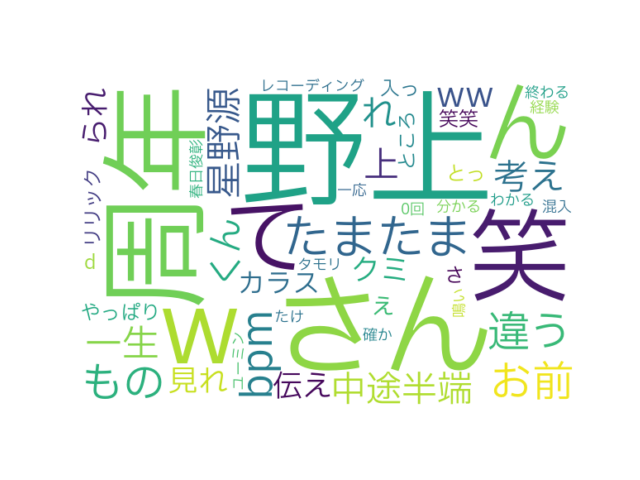 レコーディング
入っ
終わる
経験
られ
周年
星野源
春日俊彰
野上
れ
ww
笑笑
ん
ところ
上
とっ
考え
リリック
くん
て
一応
0回
分かる
わかる
混入
たまたま
笑
d
カラス
タモリ
クミ
さ
さん
え
やっぱり
w
bpm
たけ
確か
違う
一生
ユーミン
もの
見れ
伝え
中途半端
お前